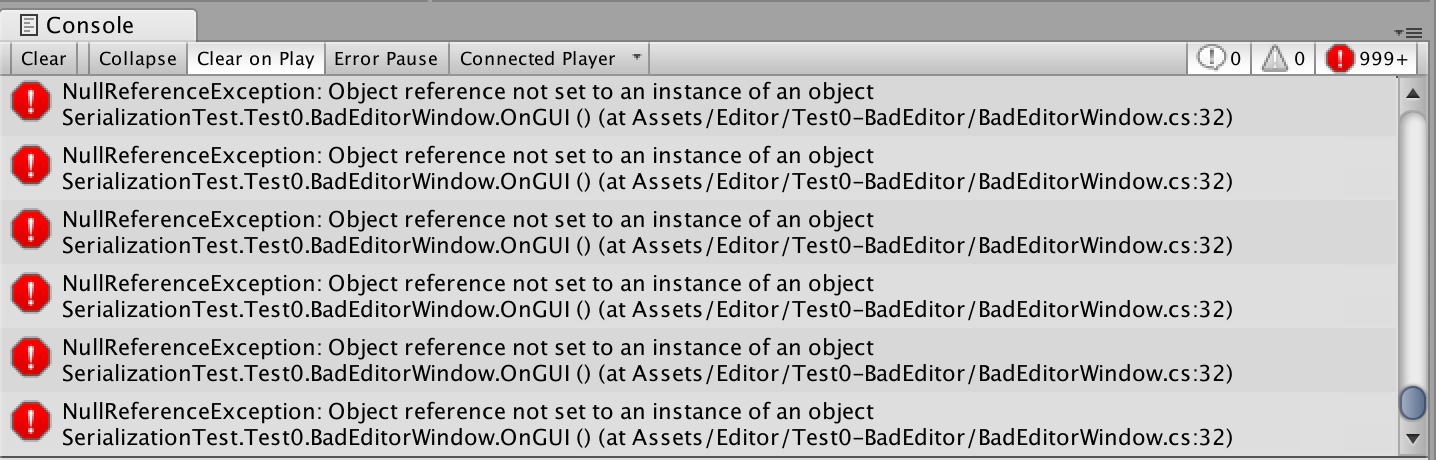 Console
Clear Collapse Clear on Play Error Pause Connected Player 0 0 999+
NullReferenceException: Object reference not set to an instance of an object
SerializationTest.Test0.BadEditorWindow.OnGUI () (at Assets/Editor/Test0-BadEditor/BadEditorWindow.cs:32)
NullReferenceException: Object reference not set to an instance of an object
SerializationTest.Test0.BadEditorWindow.OnGUI () (at Assets/Editor/Test0-BadEditor/BadEditorWindow.cs:32)
NullReferenceException: Object reference not set to an instance of an object
SerializationTest.Test0.BadEditorWindow.OnGUI () (at Assets/Editor/Test0-BadEditor/BadEditorWindow.cs:32)
NullReferenceException: Object reference not set to an instance of an object
SerializationTest.Test0.BadEditorWindow.OnGUI () (at Assets/Editor/Test0-BadEditor/BadEditorWindow.cs:32)
NullReferenceException: Object reference not set to an instance of an object
SerializationTest.Test0.BadEditorWindow.OnGUI () (at Assets/Editor/Test0-BadEditor/BadEditorWindow.cs:32)
NullReferenceException: Object reference not set to an instance of an object
SerializationTest.Test0.BadEditorWindow.OnGUI () (at Assets/Editor/Test0-BadEditor/BadEditorWindow.cs:32)